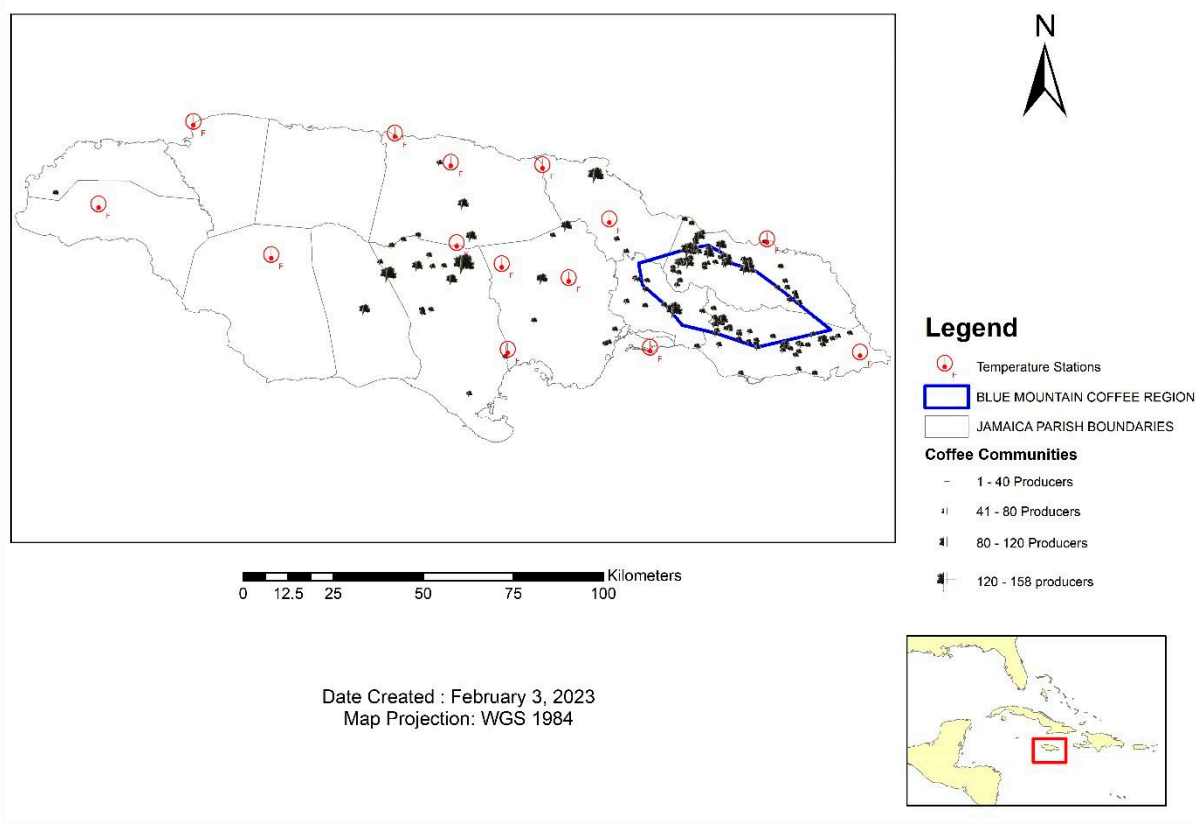 N
Legend
Temperature Stations
BLUE MOUNTAIN COFFEE REGION
JAMAICA PARISH BOUNDARIES
Coffee Communities
1 - 40 Producers
41 - 80 Producers
80 - 120 Producers
120 - 158 producers
Kilometers
0 12.5 25 50 75 100
Date Created : February 3, 2023
Map Projection: WGS 1984